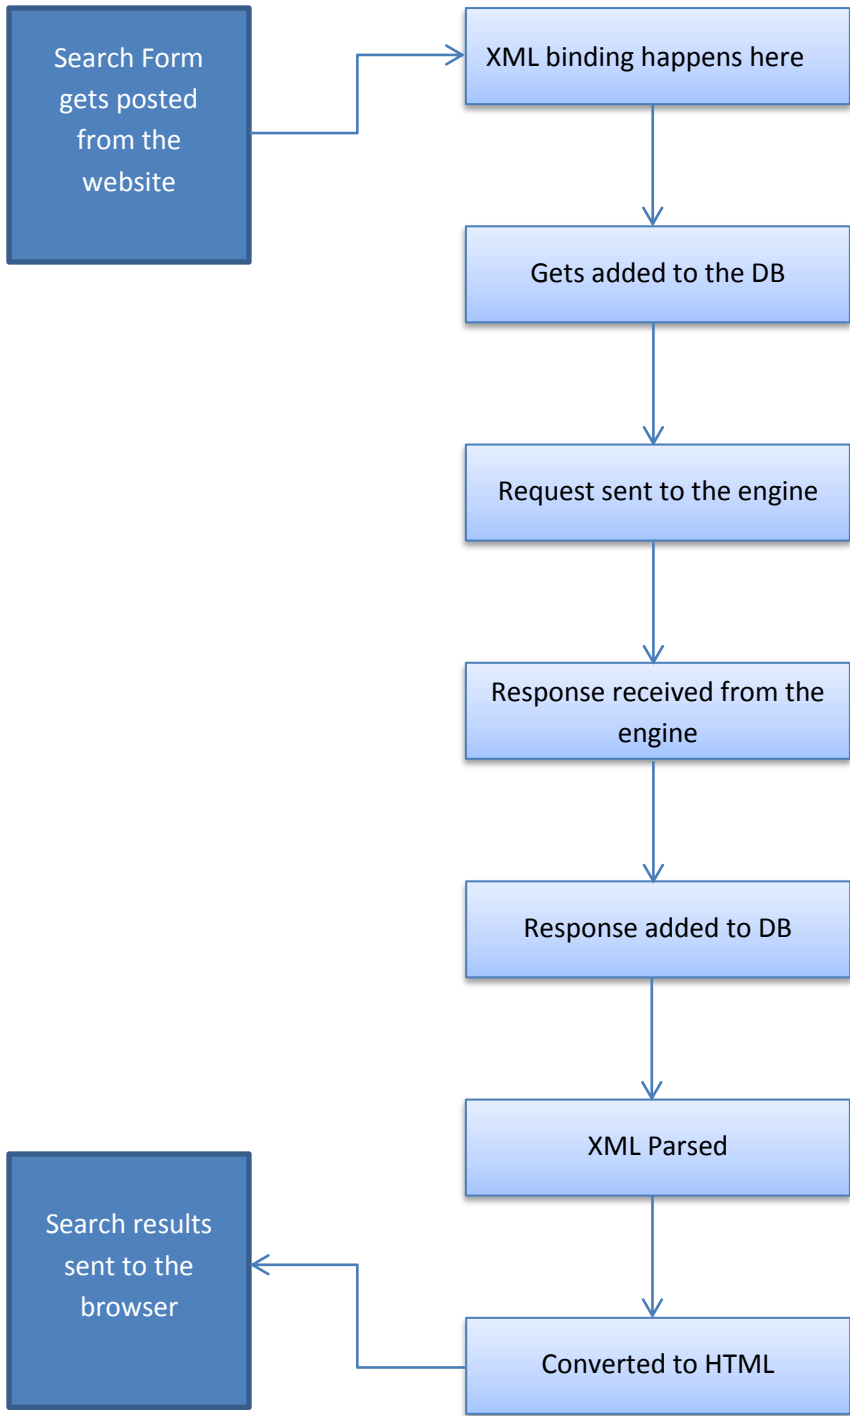 Search Form
gets posted
from the
website
XML binding happens here
Gets added to the DB
Request sent to the engine
Response received from the
engine
Response added to DB
XML Parsed
Converted to HTML
Search results
sent to the
browser